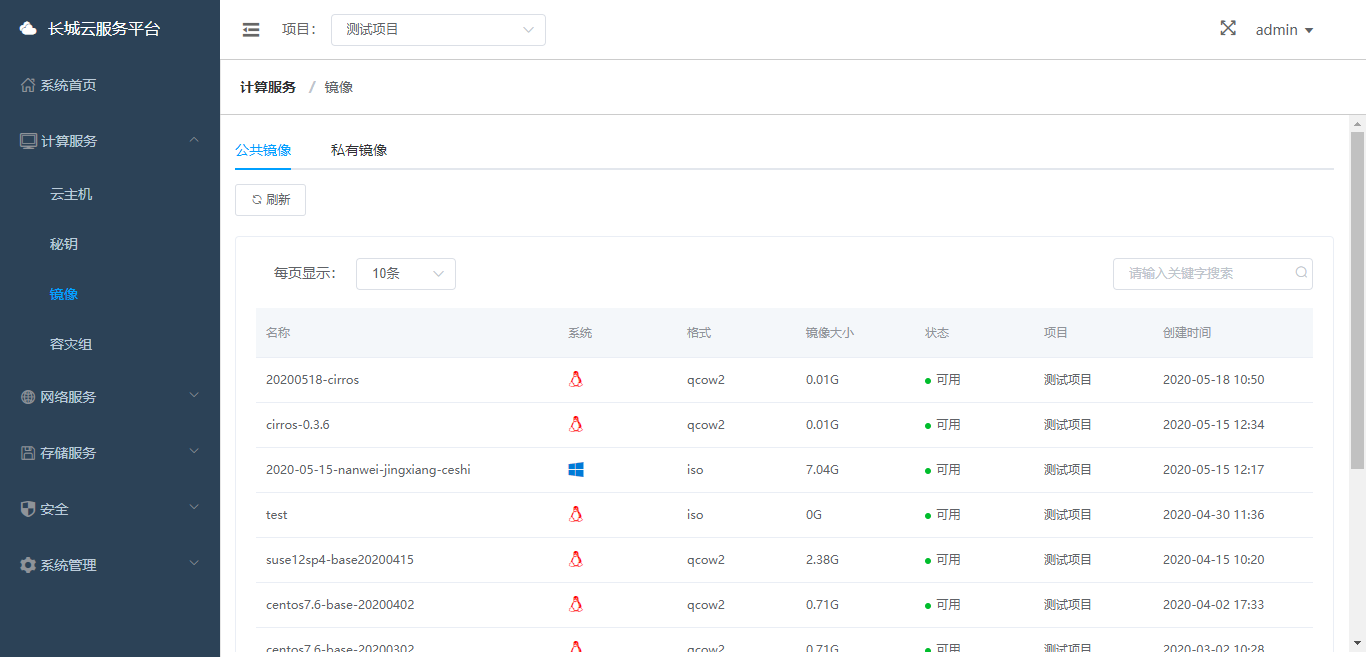 长城云服务平台
项目：
测试项目
admin
系统首页
计算服务
云主机
秘钥
镜像
容灾组
网络服务
存储服务
安全
系统管理
计算服务 / 镜像
公共镜像 私有镜像
刷新
每页显示： 10条 请输入关键字搜索
名称 系统 格式 镜像大小 状态 项目 创建时间
20200518-cirros qcow2 0.01G 可用 测试项目 2020-05-18 10:50
cirros-0.3.6 qcow2 0.01G 可用 测试项目 2020-05-15 12:34
2020-05-15-nanwei-jingxiang-ceshi iso 7.04G 可用 测试项目 2020-05-15 12:17
test iso 0G 可用 测试项目 2020-04-30 11:36
suse12sp4-base20200415 qcow2 2.38G 可用 测试项目 2020-04-15 10:20
centos7.6-base-20200402 qcow2 0.71G 可用 测试项目 2020-04-02 17:33
centos7.6-base-20200302 qcow2 0.71G 可用 测试项目 2020-03-02 10:28